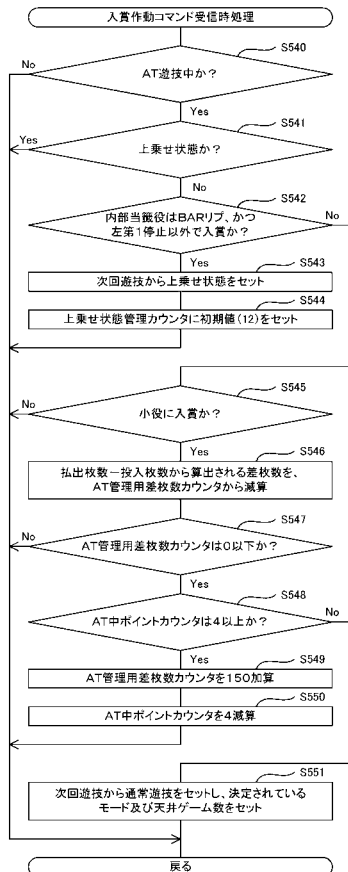 入賞作動コマンド受信時処理
S540
No
AT遊技中か?
Yes
S541
Yes
上乗せ状態か?
No
S542
内部当籤役はBARリプ、かつ
左第1停止以外で入賞か?
No
Yes
S543
次回遊技から上乗せ状態をセット
S544
上乗せ状態管理カウンタに初期値(12)をセット
S545
No
小役に入賞か?
Yes
S546
払出枚数-投入枚数から算出される差枚数を、
AT管理用差枚数カウンタから減算
S547
No
AT管理用差枚数カウンタは0以下か?
Yes
S548
AT中ポイントカウンタは4以上か?
No
Yes
S549
AT管理用差枚数カウンタを150加算
S550
AT中ポイントカウンタを4減算
S551
次回遊技から通常遊技をセットし、決定されている
モード及び天井ゲーム数をセット
戻る